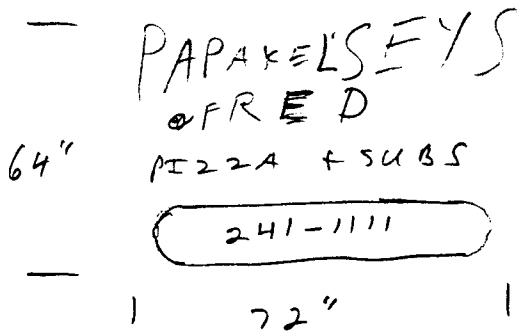 PAPAKELSEYS
& FRED
64"
PIZZA & SUBS
241-1111
72"